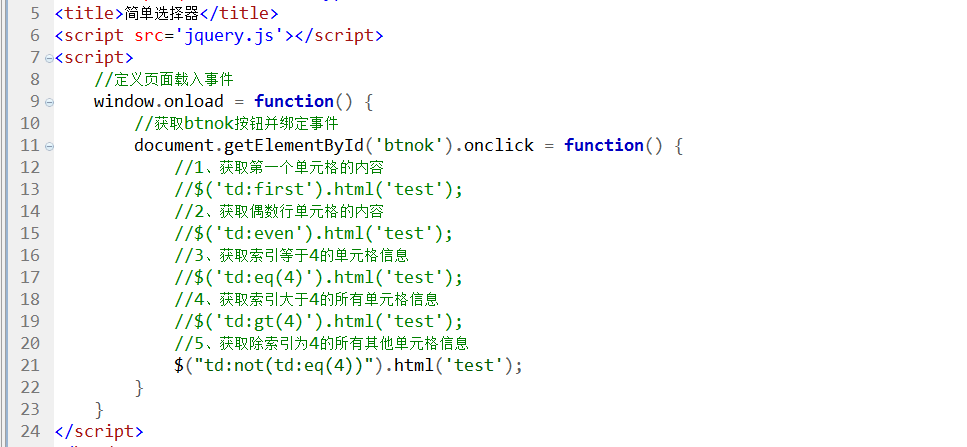 5 <title>简单选择器</title>
6 <script src='jquery.js'></script>
7 <script>
8 //定义页面载入事件
9 window.onload = function() {
10 //获取btnok按钮并绑定事件
11 document.getElementById('btnok').onclick = function() {
12 //1、获取第一个单元格的内容
13 //$('td:first').html('test');
14 //2、获取偶数行单元格的内容
15 //$('td:even').html('test');
16 //3、获取索引等于4的单元格信息
17 //$('td:eq(4)').html('test');
18 //4、获取索引大于4的所有单元格信息
19 //$('td:gt(4)').html('test');
20 //5、获取除索引为4的所有其他单元格信息
21 $("td:not(td:eq(4))").html('test');
22 }
23 }
24 </script>